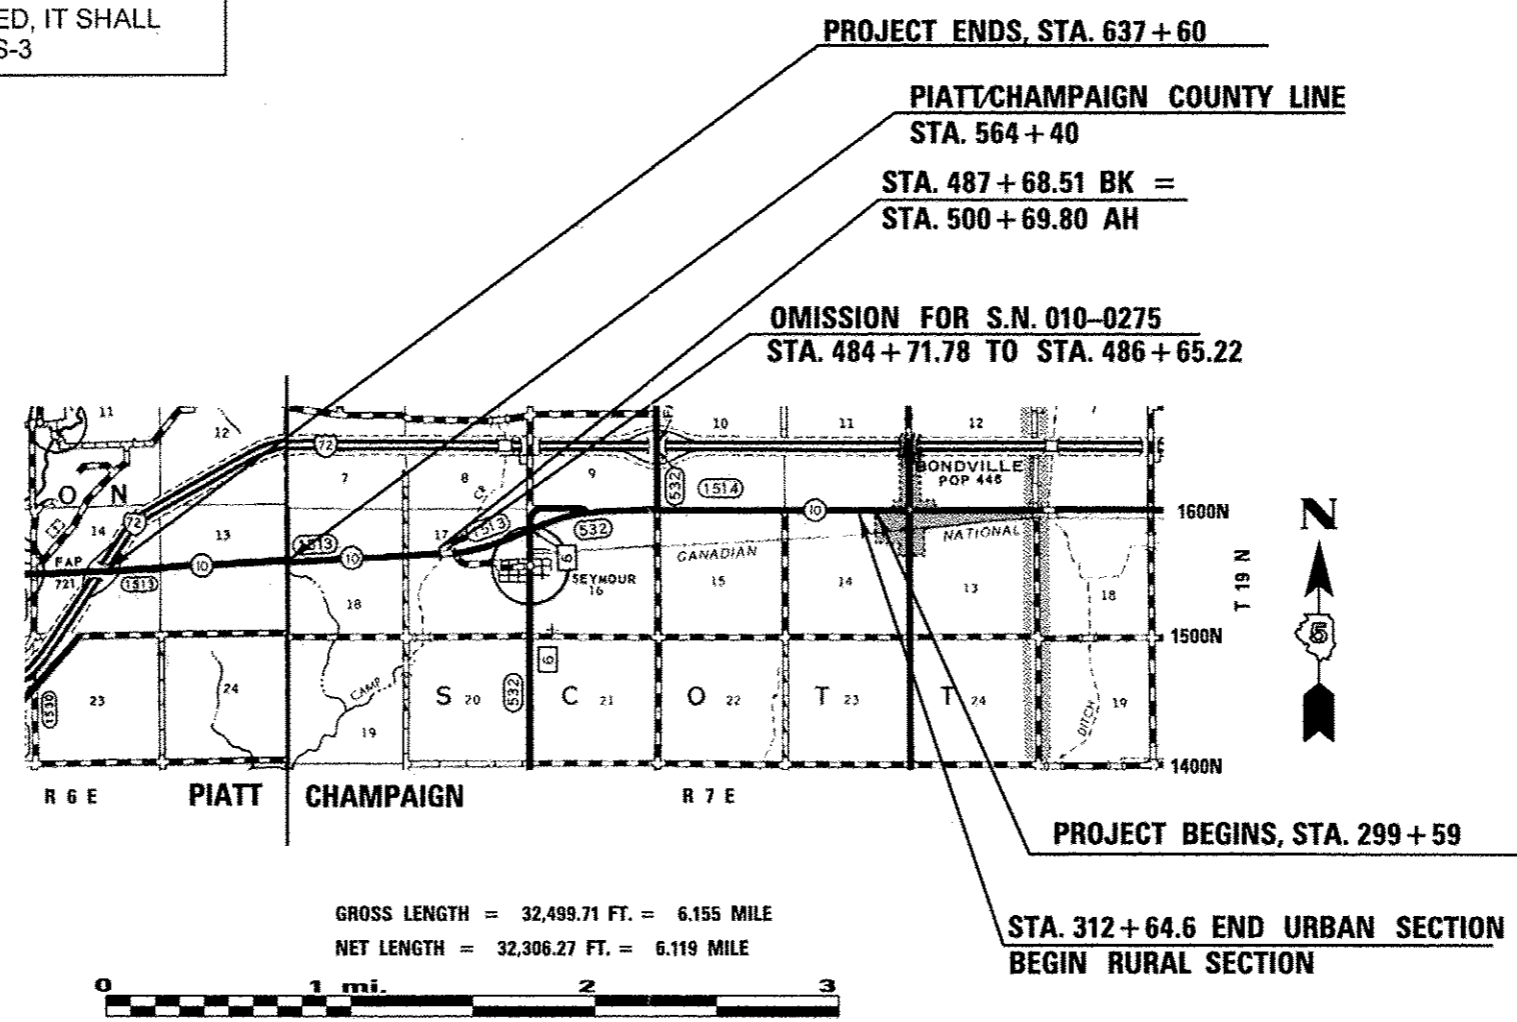 ED, IT SHALL
S-3
PROJECT ENDS, STA. 637+60
PIATT/CHAMPAIGN COUNTY LINE
STA. 564+40
STA. 487+68.51 BK =
STA. 500+69.80 AH
OMISSION FOR S.N. 010-0275
STA. 484+71.78 TO STA. 486+65.22
11
12
72
7
8
9
10
11
12
532
1514
BONDVILLE
POP 446
O N
14
72
13
1513
17
1513
532
CR
10
1600N
N
NATIONAL
CANADIAN
FAP
721
1513
10
10
6
SEYMOUR
16
15
14
13
18
18
T 19 N
5
1500N
23
24
1530
CAMP
19
S 20
532
6
C 21
O 22
T 23
T 24
DITCH
19
1400N
R 6 E
PIATT
CHAMPAIGN
R 7 E
PROJECT BEGINS, STA. 299+59
GROSS LENGTH = 32,499.71 FT. = 6.155 MILE
NET LENGTH = 32,306.27 FT. = 6.119 MILE
STA. 312+64.6 END URBAN SECTION
BEGIN RURAL SECTION
0 1 mi. 2 3